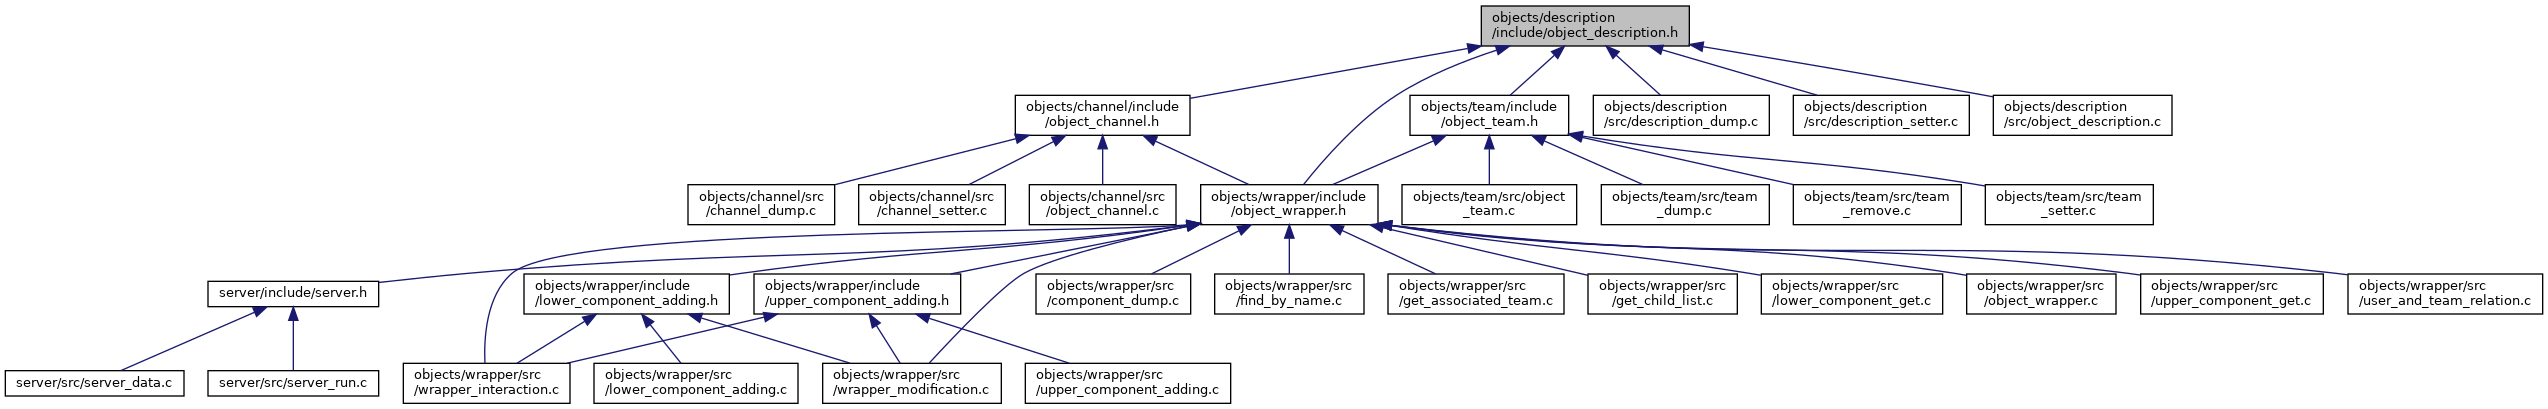 objects/description
/include/object_description.h
objects/channel/include
/object_channel.h
objects/team/include
/object_team.h
objects/description
/src/description_dump.c
objects/description
/src/description_setter.c
objects/description
/src/object_description.c
objects/channel/src
/channel_dump.c
objects/channel/src
/channel_setter.c
objects/channel/src
/object_channel.c
objects/wrapper/include
/object_wrapper.h
objects/team/src/object
_team.c
objects/team/src/team
_dump.c
objects/team/src/team
_remove.c
objects/team/src/team
_setter.c
server/include/server.h
objects/wrapper/include
/lower_component_adding.h
objects/wrapper/include
/upper_component_adding.h
objects/wrapper/src
/component_dump.c
objects/wrapper/src
/find_by_name.c
objects/wrapper/src
/get_associated_team.c
objects/wrapper/src
/get_child_list.c
objects/wrapper/src
/lower_component_get.c
objects/wrapper/src
/object_wrapper.c
objects/wrapper/src
/upper_component_get.c
objects/wrapper/src
/user_and_team_relation.c
server/src/server_data.c
server/src/server_run.c
objects/wrapper/src
/wrapper_interaction.c
objects/wrapper/src
/lower_component_adding.c
objects/wrapper/src
/wrapper_modification.c
objects/wrapper/src
/upper_component_adding.c